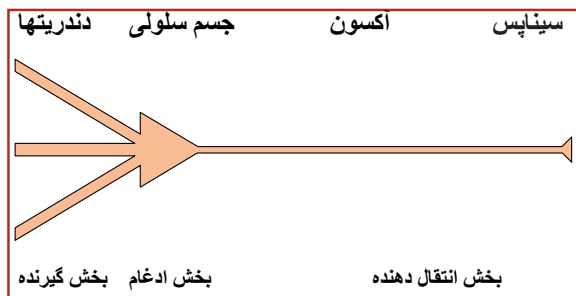 سیناپس آکسون جسم سلولی دندریتها
بخش انتقال دهنده بخش ادغام بخش گیرنده